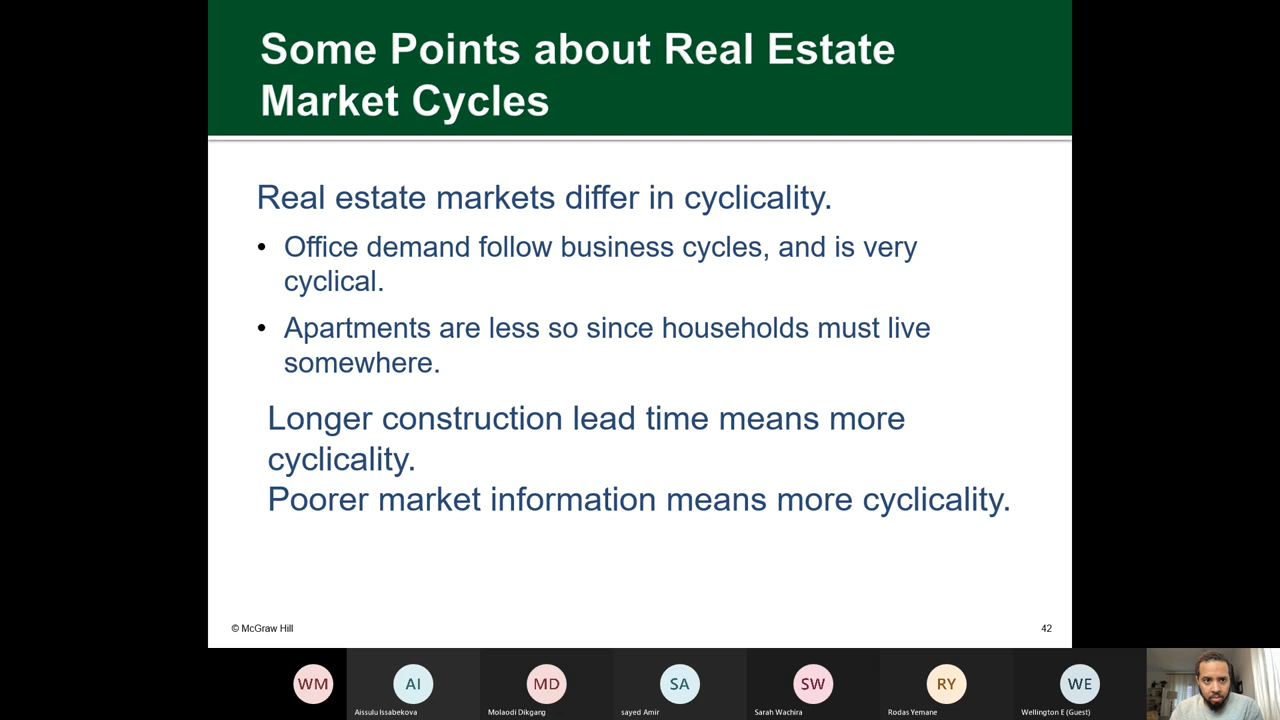 Some Points about Real Estate
Market Cycles
Real estate markets differ in cyclicality.
• Office demand follow business cycles, and is very
cyclical.
• Apartments are less so since households must live
somewhere.
Longer construction lead time means more
cyclicality.
Poorer market information means more cyclicality.
© McGraw Hill
42
WM
AI
MD
SA
SW
RY
WE
Aissulu Issabekova
Molaodi Dikgang
sayed Amir
Sarah Wachira
Rodas Yemane
Wellington E (Guest)